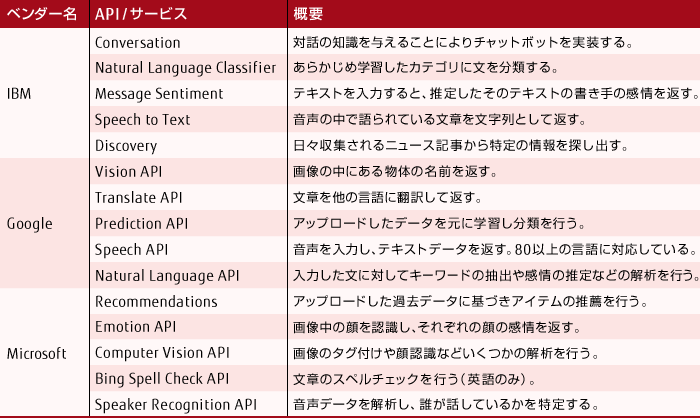 ベンダー名 API/サービス 概要
IBM
Conversation 対話の知識を与えることによりチャットボットを実装する。
Natural Language Classifier あらかじめ学習したカテゴリに文を分類する。
Message Sentiment テキストを入力すると、推定したそのテキストの書き手の感情を返す。
Speech to Text 音声の中で語られている文章を文字列として返す。
Discovery 日々収集されるニュース記事から特定の情報を探し出す。
Google
Vision API 画像の中にある物体の名前を返す。
Translate API 文章を他の言語に翻訳して返す。
Prediction API アップロードしたデータを元に学習し分類を行う。
Speech API 音声を入力し、テキストデータを返す。80以上の言語に対応している。
Natural Language API 入力した文に対してキーワードの抽出や感情の推定などの解析を行う。
Microsoft
Recommendations アップロードした過去データに基づきアイテムの推薦を行う。
Emotion API 画像中の顔を認識し、それぞれの顔の感情を返す。
Computer Vision API 画像のタグ付けや顔認識などいくつかの解析を行う。
Bing Spell Check API 文章のスペルチェックを行う(英語のみ)。
Speaker Recognition API 音声データを解析し、誰が話しているかを特定する。